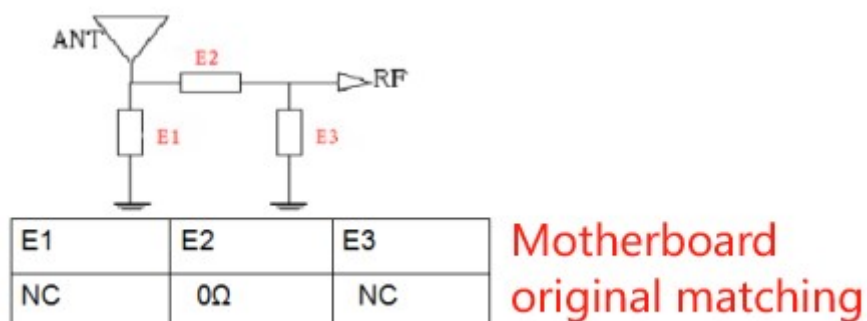 ANT
E2
RF
E1
E3
E1 E2 E3
NC 0Ω NC
Motherboard
original matching